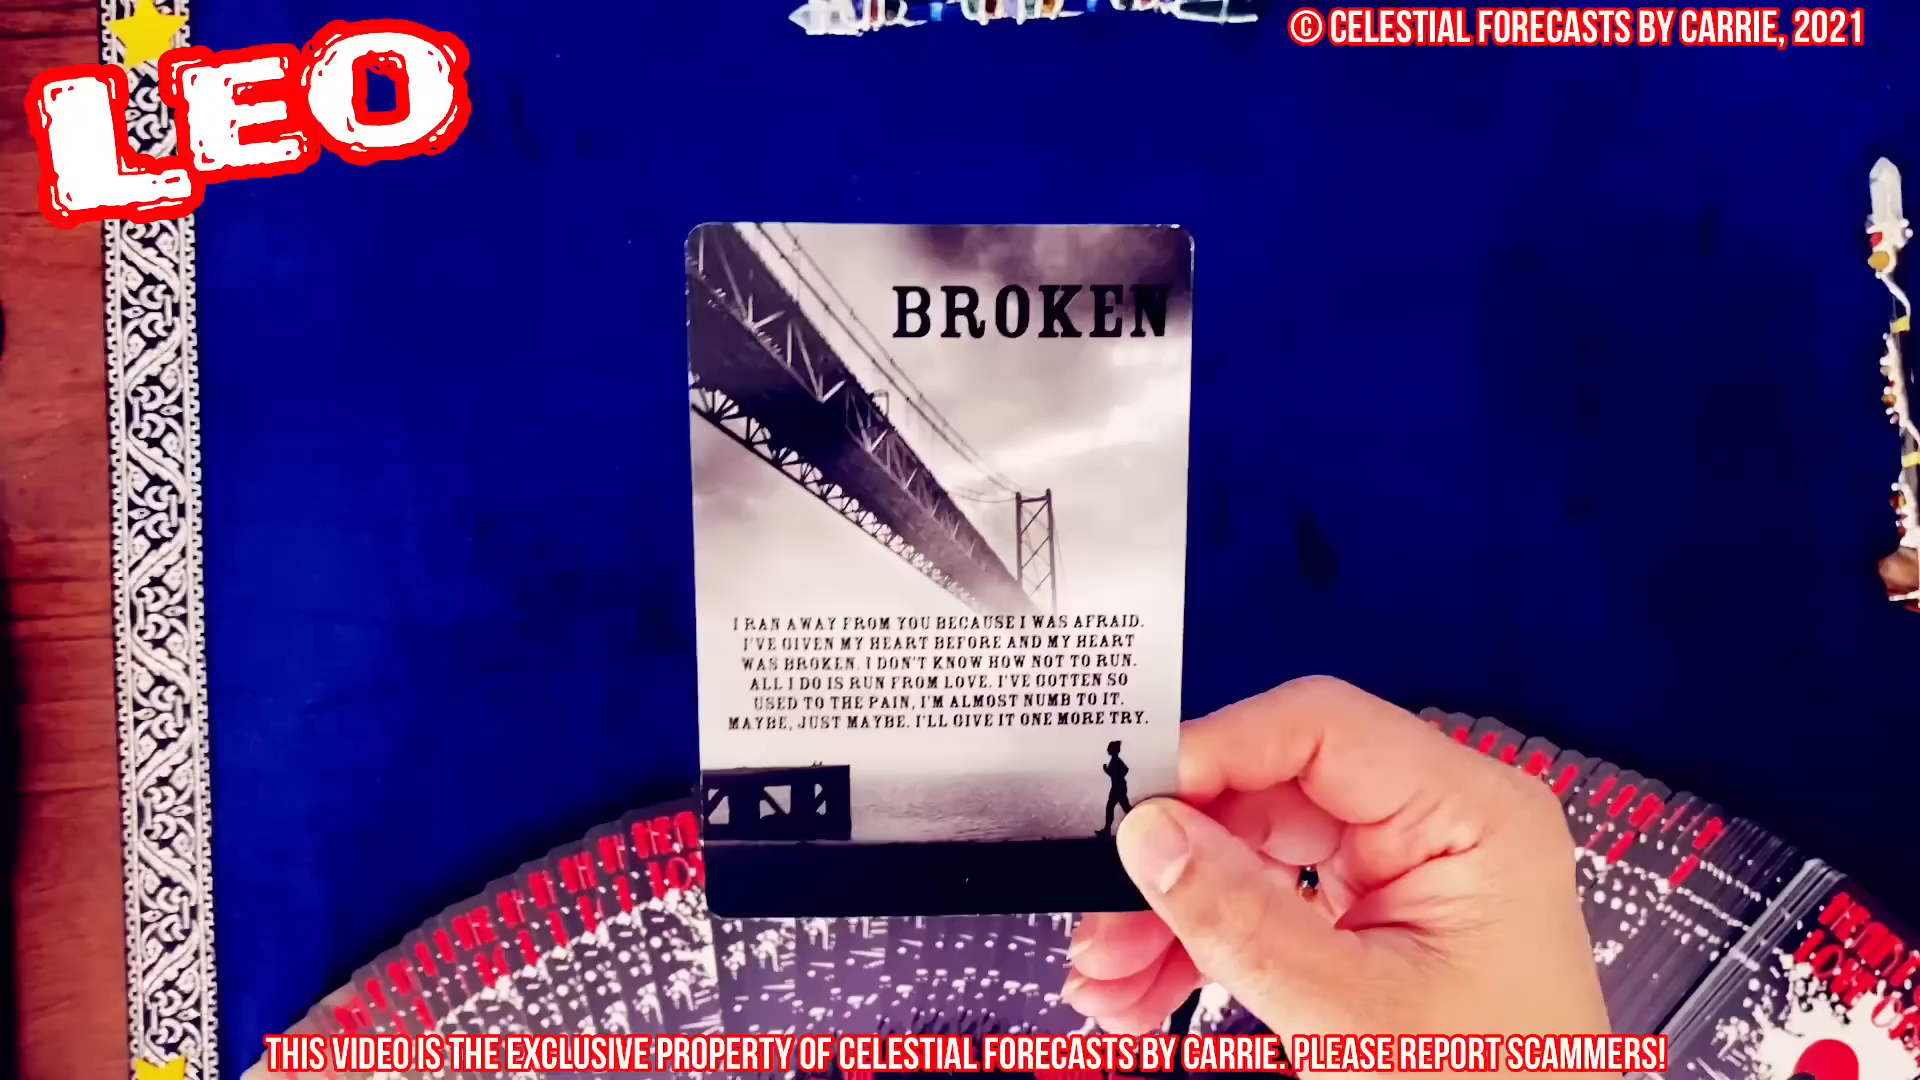 © CELESTIAL FORECASTS BY CARRIE, 2021
LEO
BROKEN
I RAN AWAY FROM YOU BECAUSE I WAS AFRAID.
I'VE GIVEN MY HEART BEFORE AND MY HEART
WAS BROKEN. I DON'T KNOW HOW NOT TO RUN.
ALL I DO IS RUN FROM LOVE. I'VE GOTTEN SO
USED TO THE PAIN, I'M ALMOST NUMB TO IT.
MAYBE, JUST MAYBE. I'LL GIVE IT ONE MORE TRY.
THIS VIDEO IS THE EXCLUSIVE PROPERTY OF CELESTIAL FORECASTS BY CARRIE. PLEASE REPORT SCAMMERS!